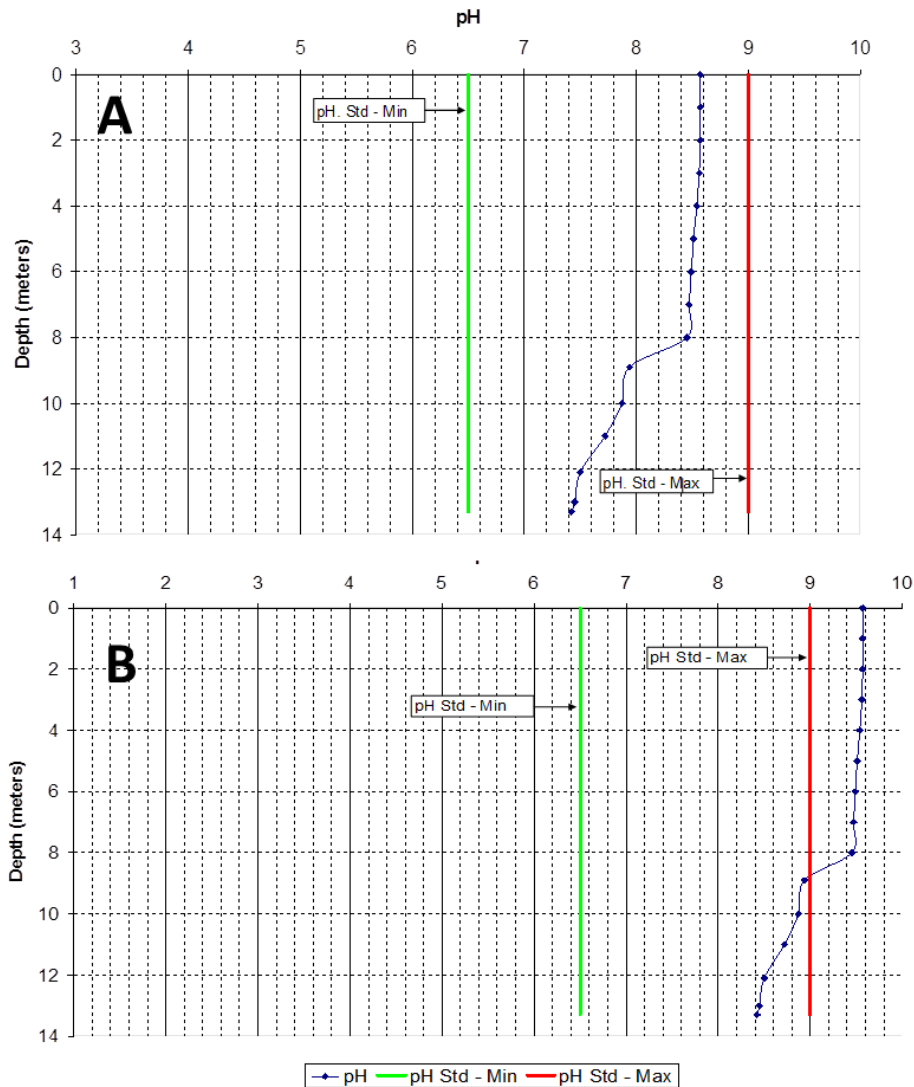 pH
3 4 5 6 7 8 9 10
0
A
pH. Std - Min
2
4
6
Depth (meters)
8
10
12
pH. Std - Max
14
.
1 2 3 4 5 6 7 8 9 10
0
B
pH Std - Max
2
pH Std - Min
4
6
Depth (meters)
8
10
12
14
pH pH Std - Min pH Std - Max